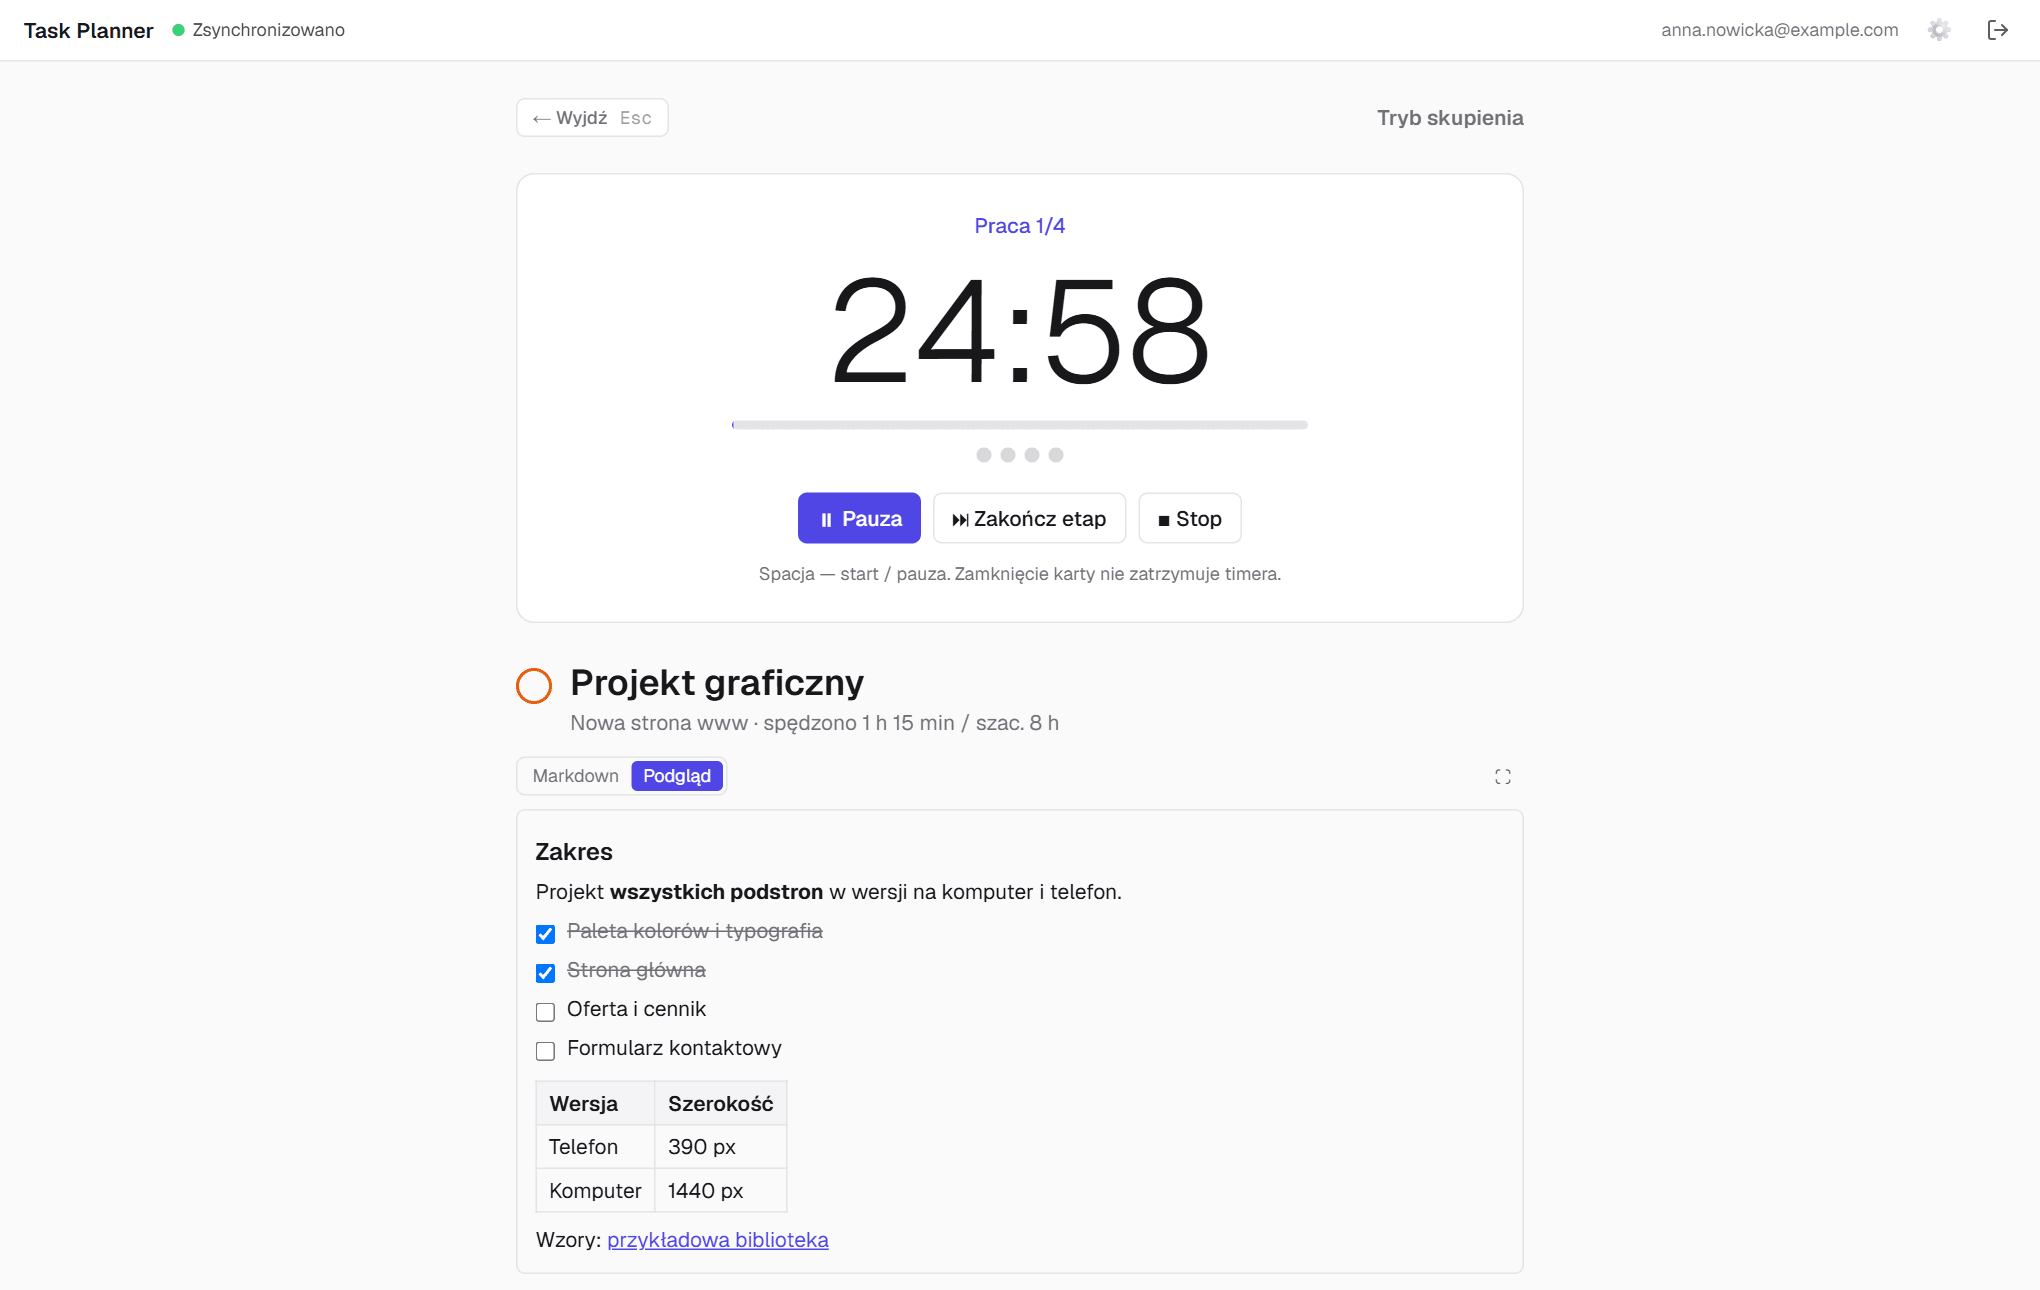 Task Planner Zsynchronizowano anna.nowicka@example.com
← Wyjdź Esc Tryb skupienia
Praca 1/4
24:58
Pauza Zakończ etap Stop
Spacja — start / pauza. Zamknięcie karty nie zatrzymuje timera.
Projekt graficzny
Nowa strona www · spędzono 1 h 15 min / szac. 8 h
Markdown Podgląd
Zakres
Projekt wszystkich podstron w wersji na komputer i telefon.
Paleta kolorów i typografia
Strona główna
Oferta i cennik
Formularz kontaktowy
Wersja Szerokość
Telefon 390 px
Komputer 1440 px
Wzory: przykładowa biblioteka